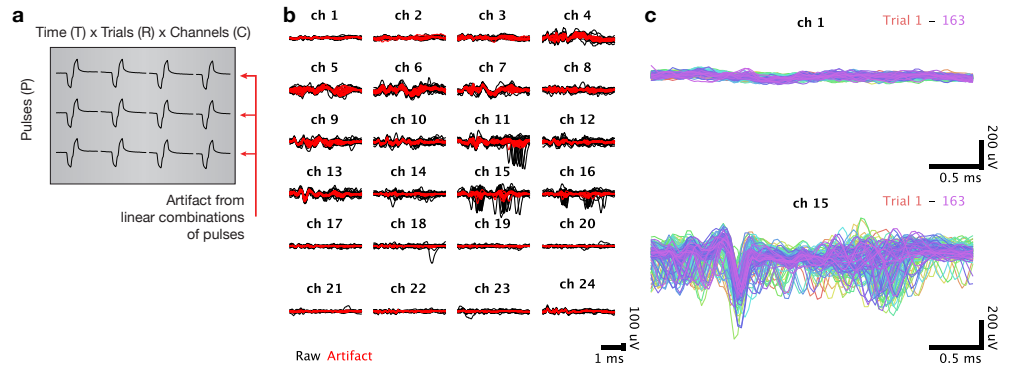 a
Time (T) x Trials (R) x Channels (C)
Pulses (P)
Artifact from
linear combinations
of pulses
b
ch 1
ch 2
ch 3
ch 4
ch 5
ch 6
ch 7
ch 8
ch 9
ch 10
ch 11
ch 12
ch 13
ch 14
ch 15
ch 16
ch 17
ch 18
ch 19
ch 20
ch 21
ch 22
ch 23
ch 24
Raw Artifact
100 uV
1 ms
c
ch 1
Trial 1 – 163
200 uV
0.5 ms
ch 15
Trial 1 – 163
200 uV
0.5 ms